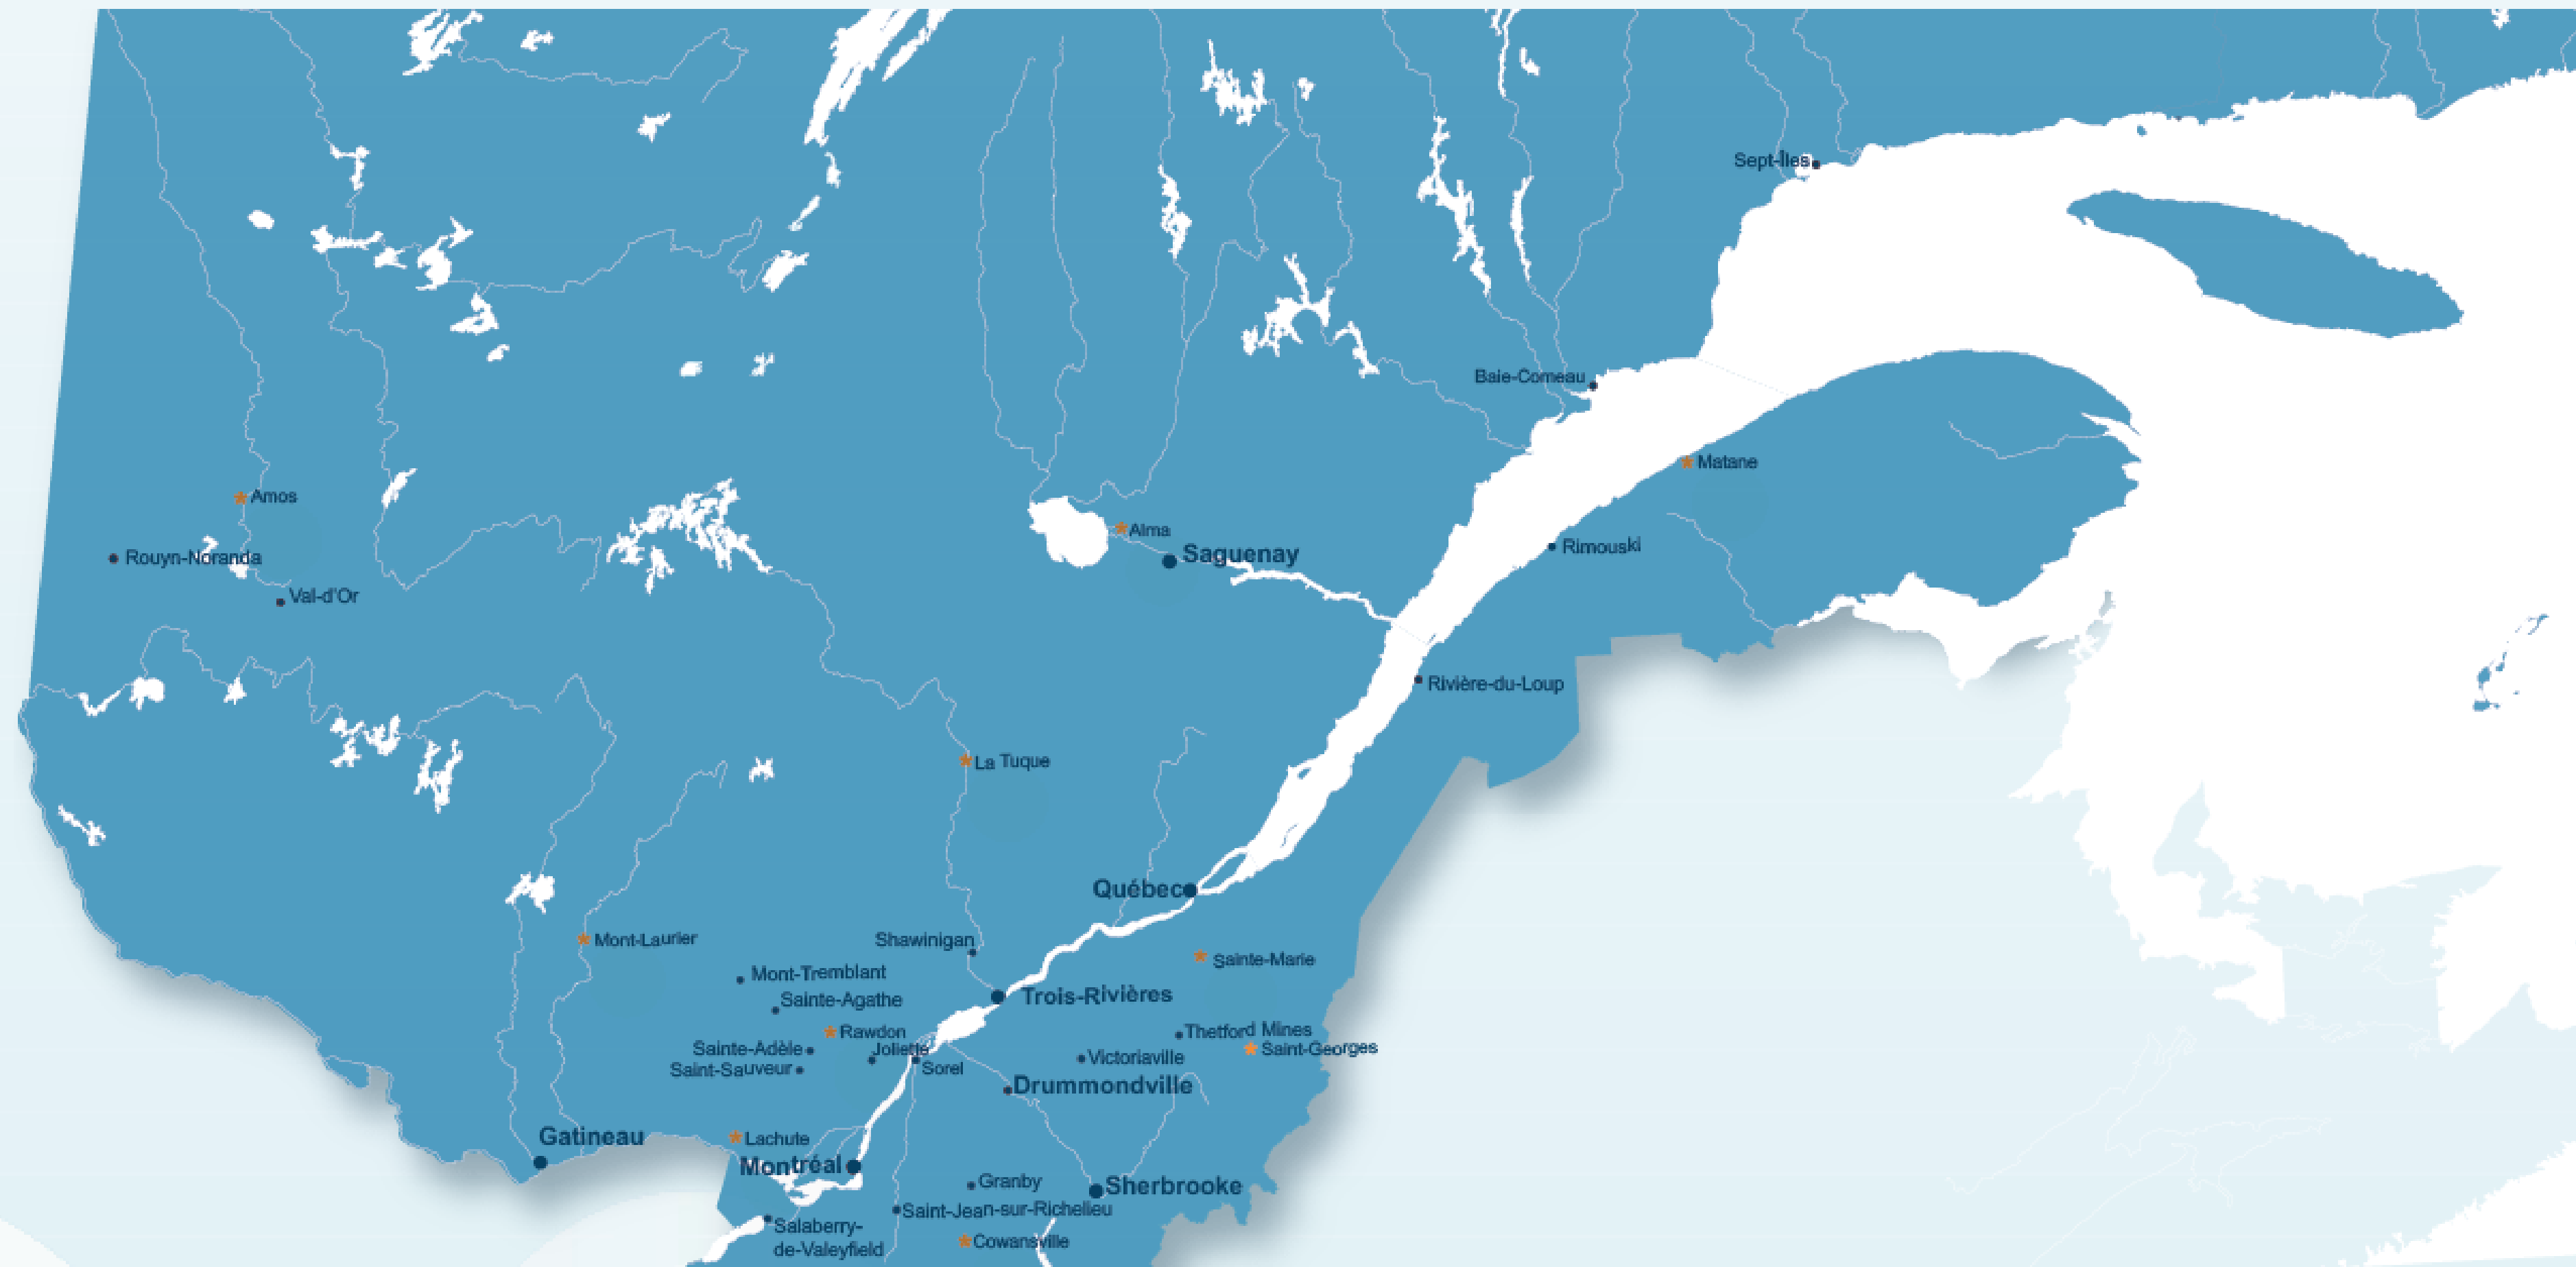 Sept-Îles
Baie-Comeau
Matane
Amos
Alma
Rimouski
Saguenay
Rouyn-Noranda
Val-d'Or
Rivière-du-Loup
La Tuque
Québec
Mont-Laurier
Shawinigan
Sainte-Marie
Mont-Tremblant
Sainte-Agathe
Trois-Rivières
Rawdon
Thetford Mines
Sainte-Adèle
Joliette
Saint-Georges
Victoriaville
Saint-Sauveur
Sorel
Drummondville
Gatineau
Lachute
Montréal
Granby
Sherbrooke
Saint-Jean-sur-Richelieu
Salaberry-
de-Valeyfield
Cowansville